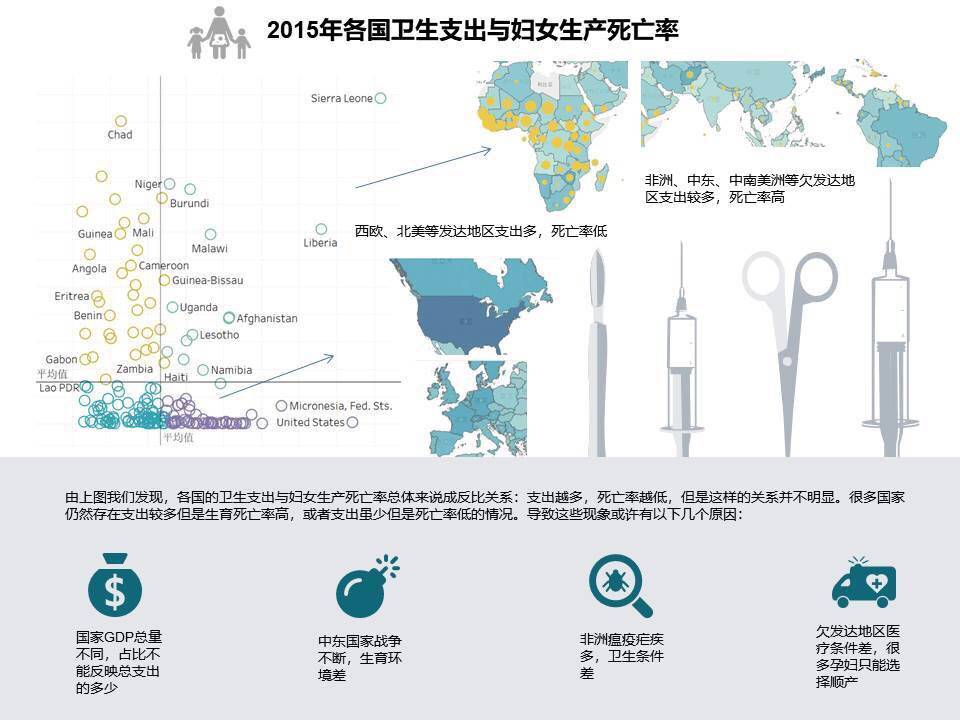 2015年各国卫生支出与妇女生产死亡率
Sierra Leone
Chad
Niger
Burundi
Guinea
Mali
Malawi
Liberia
Angola
Cameroon
Guinea-Bissau
Eritrea
Uganda
Benin
Afghanistan
Lesotho
Gabon
Zambia
Haiti
Namibia
平均值
Lao PDR
Micronesia, Fed. Sts.
United States
平均值
非洲、中东、中南美洲等欠发达地
区支出较多，死亡率高
西欧、北美等发达地区支出多，死亡率低
由上图我们发现，各国的卫生支出与妇女生产死亡率总体来说成反比关系：支出越多，死亡率越低，但是这样的关系并不明显。很多国家
仍然存在支出较多但是生育死亡率高，或者支出虽少但是死亡率低的情况。导致这些现象或许有以下几个原因：
$
国家GDP总量
不同，占比不
能反映总支出
的多少
中东国家战争
不断，生育环
境差
非洲瘟疫疟疾
多，卫生条件
差
欠发达地区医
疗条件差，很
多孕妇只能选
择顺产